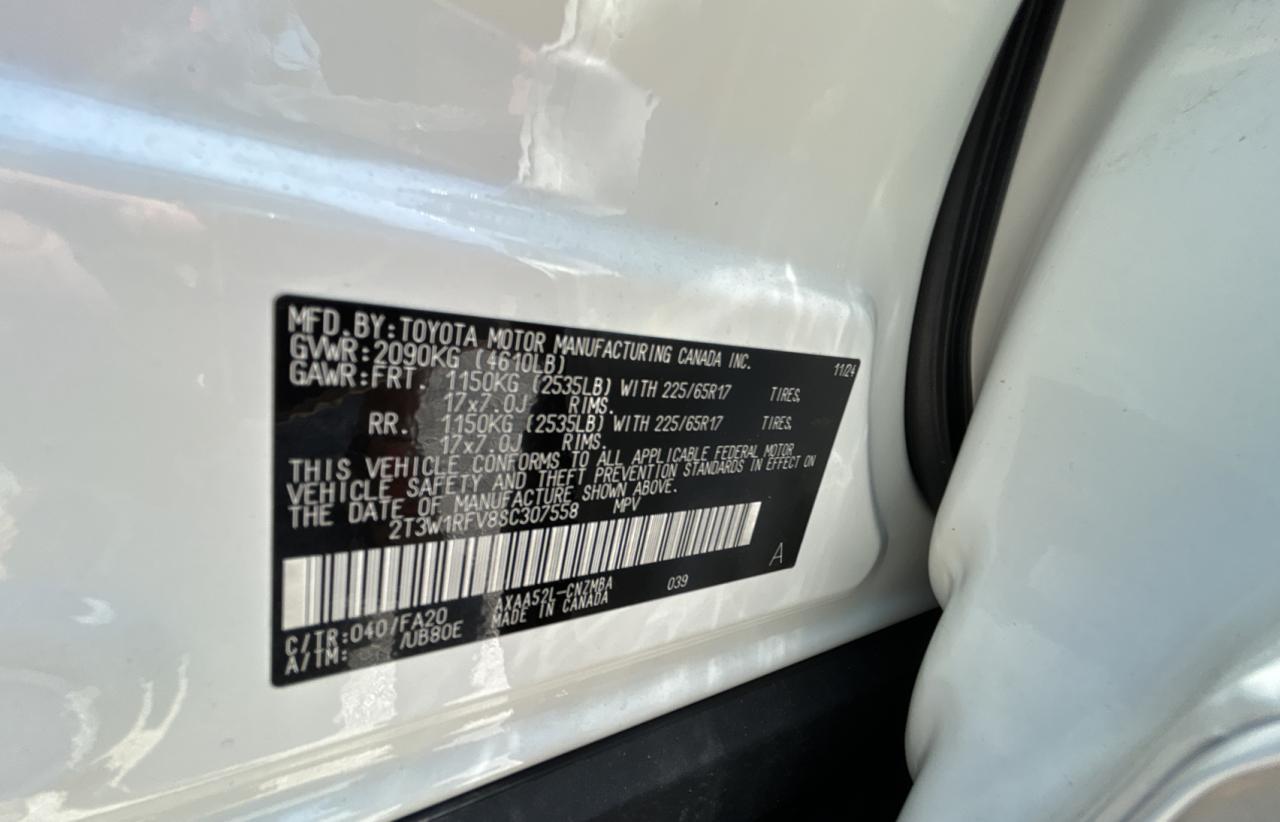 MFD.BY:TOYOTA MOTOR MANUFACTURING CANADA INC.
GVWR:2090KG (4610LB) 11/24
GAWR:FRT. 1150KG (2535LB) WITH 225/65R17 TIRES,
17x7.0J RIMS.
RR. 1150KG (2535LB) WITH 225/65R17 TIRES,
17x7.0J RIMS.
THIS VEHICLE CONFORMS TO ALL APPLICABLE FEDERAL MOTOR
VEHICLE SAFETY AND THEFT PREVENTION STANDARDS IN EFFECT ON
THE DATE OF MANUFACTURE SHOWN ABOVE.
2T3W1RFV8SC307558 MPV
A
C/TR:040/FA20 AXAA52L-CNZMBA 039
A/TM: /UB80E MADE IN CANADA